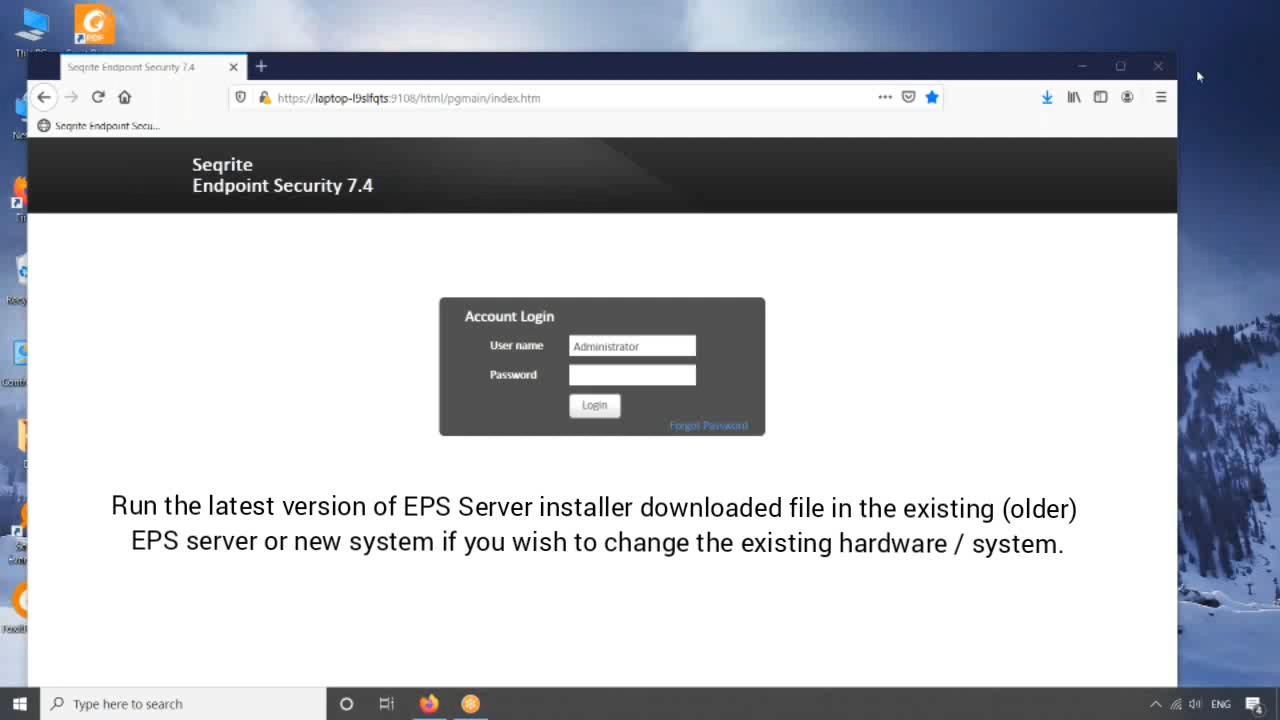 PDF
Seqrite Endpoint Security 7.4
https://laptop-l9slfqts:9108/html/pgmain/index.htm
Seqrite Endpoint Secu...
Seqrite
Endpoint Security 7.4
Account Login
User name
Administrator
Password
Login
Forgot Password
Run the latest version of EPS Server installer downloaded file in the existing (older)
EPS server or new system if you wish to change the existing hardware / system.
Type here to search
ENG
4